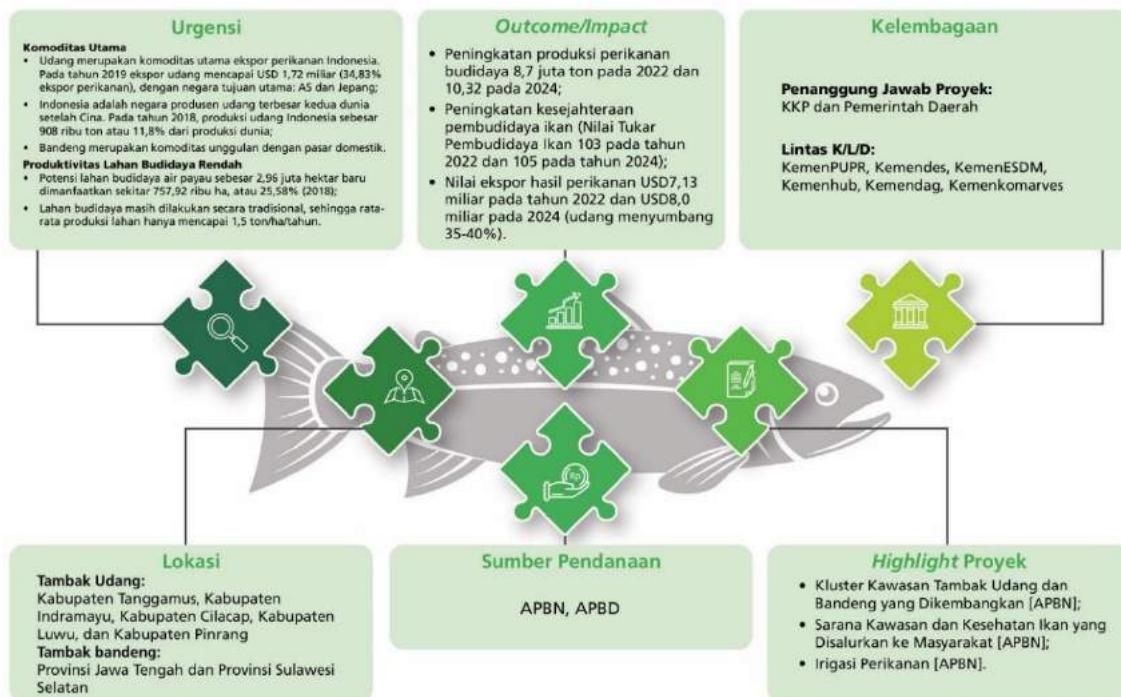 Urgensi
Komoditas Utama
• Udang merupakan komoditas utama ekspor perikanan Indonesia.
Pada tahun 2019 ekspor udang mencapai USD 1,72 miliar (34,83%
ekspor perikanan), dengan negara tujuan utama: AS dan Jepang;
• Indonesia adalah negara produsen udang terbesar kedua dunia
setelah Cina. Pada tahun 2018, produksi udang Indonesia sebesar
908 ribu ton atau 11,8% dari produksi dunia;
• Bandeng merupakan komoditas unggulan dengan pasar domestik.
Produktivitas Lahan Budidaya Rendah
• Potensi lahan budidaya air payau sebesar 2,96 juta hektar baru
dimanfaatkan sekitar 757,92 ribu ha, atau 25,58% (2018);
• Lahan budidaya masih dilakukan secara tradisional, sehingga rata-
rata produksi lahan hanya mencapai 1,5 ton/ha/tahun.
Outcome/Impact
• Peningkatan produksi perikanan
budidaya 8,7 juta ton pada 2022 dan
10,32 pada 2024;
• Peningkatan kesejahteraan
pembudidaya ikan (Nilai Tukar
Pembudidaya Ikan 103 pada tahun
2022 dan 105 pada tahun 2024);
• Nilai ekspor hasil perikanan USD7,13
miliar pada tahun 2022 dan USD8,0
miliar pada 2024 (udang menyumbang
35-40%).
Kelembagaan
Penanggung Jawab Proyek:
KKP dan Pemerintah Daerah
Lintas K/L/D:
KemenPUPR, Kemendes, KemenESDM,
Kemenhub, Kemendag, Kemenkomarves
Rp
Lokasi
Tambak Udang:
Kabupaten Tanggamus, Kabupaten
Indramayu, Kabupaten Cilacap, Kabupaten
Luwu, dan Kabupaten Pinrang
Tambak bandeng:
Provinsi Jawa Tengah dan Provinsi Sulawesi
Selatan
Sumber Pendanaan
APBN, APBD
Highlight Proyek
• Kluster Kawasan Tambak Udang dan
Bandeng yang Dikembangkan [APBN];
• Sarana Kawasan dan Kesehatan Ikan yang
Disalurkan ke Masyarakat [APBN];
• Irigasi Perikanan [APBN].